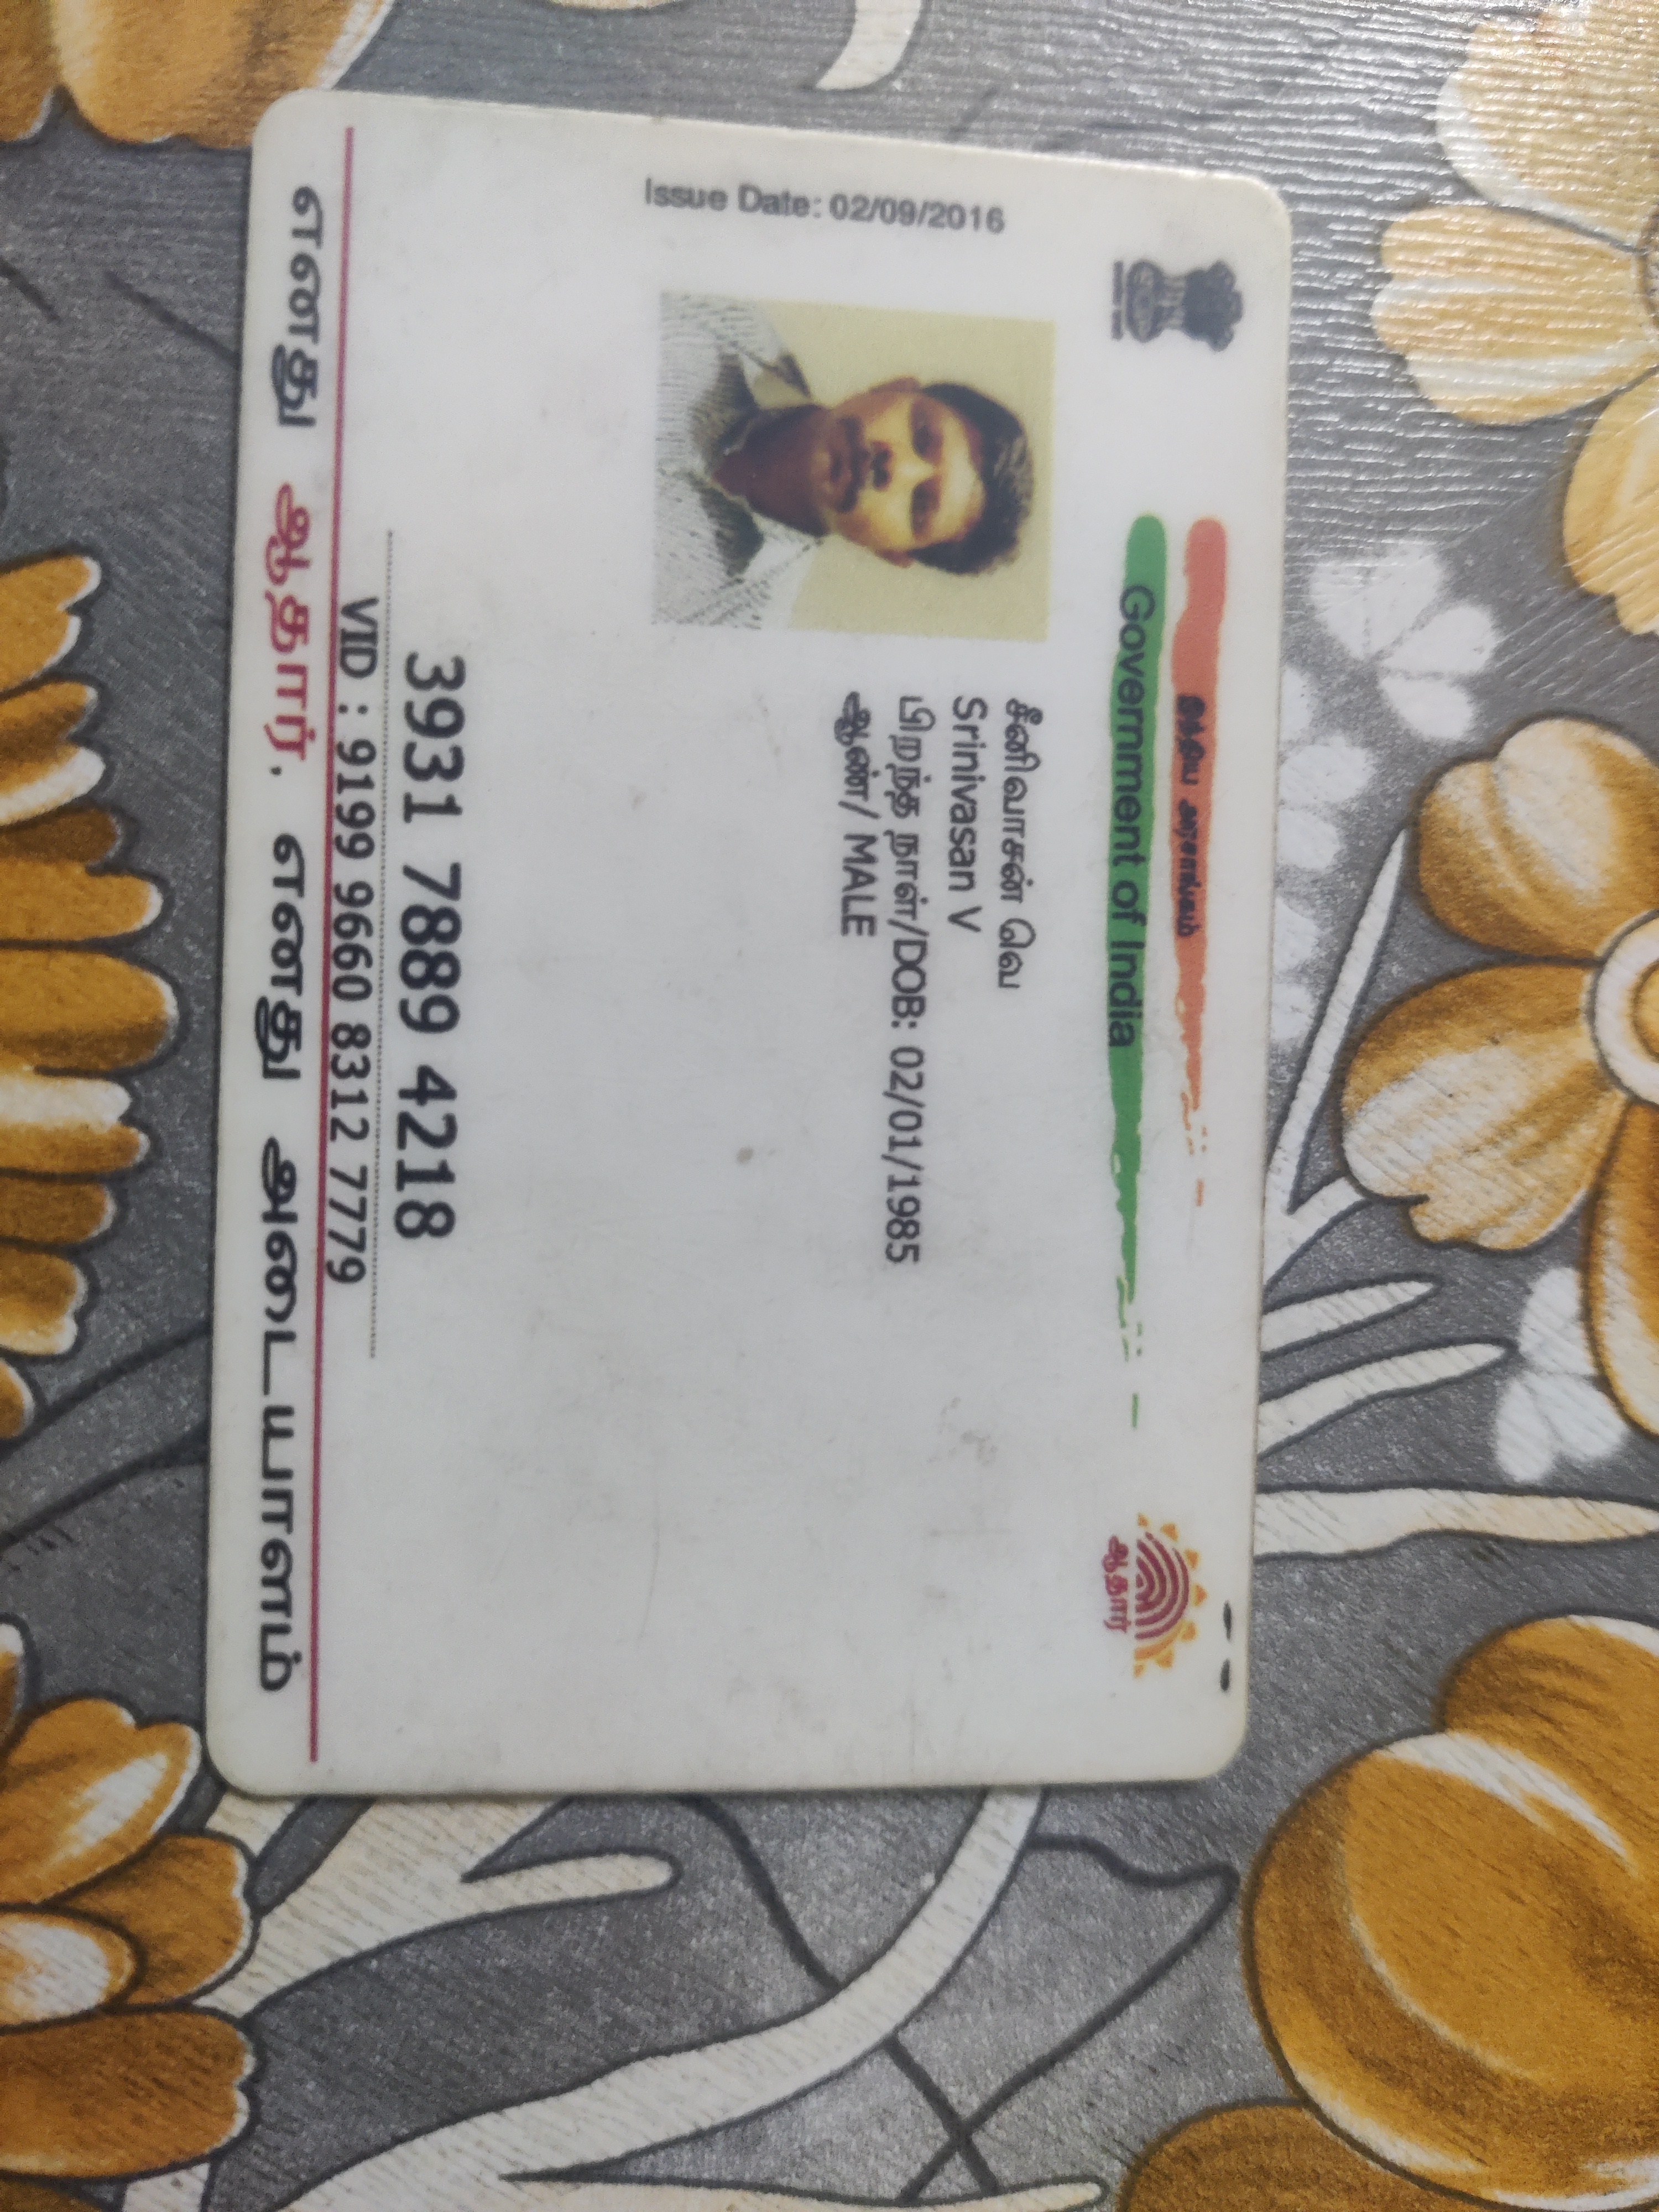 இந்திய அரசாங்கம்
Government of India
Issue Date: 02/09/2016
சீனிவாசன் வெ
Srinivasan V
பிறந்த நாள்/DOB: 02/01/1985
ஆண்/ MALE
ஆதார்
3931 7889 4218
VID : 9199 9660 8312 7779
எனது ஆதார், எனது அடையாளம்